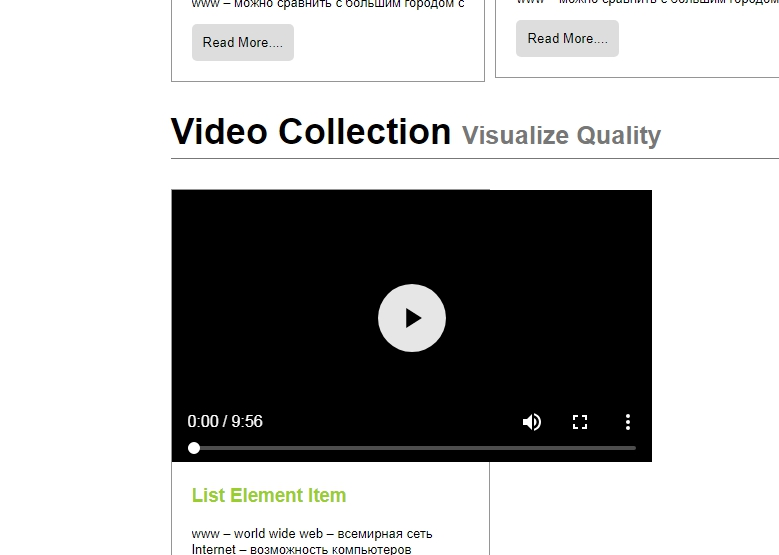 www – можно сравнить с большим городом с
www – можно сравнить с большим городом
Read More....
Read More....
Video Collection Visualize Quality
0:00 / 9:56
List Element Item
www – world wide web – всемирная сеть
Internet – возможность компьютеров